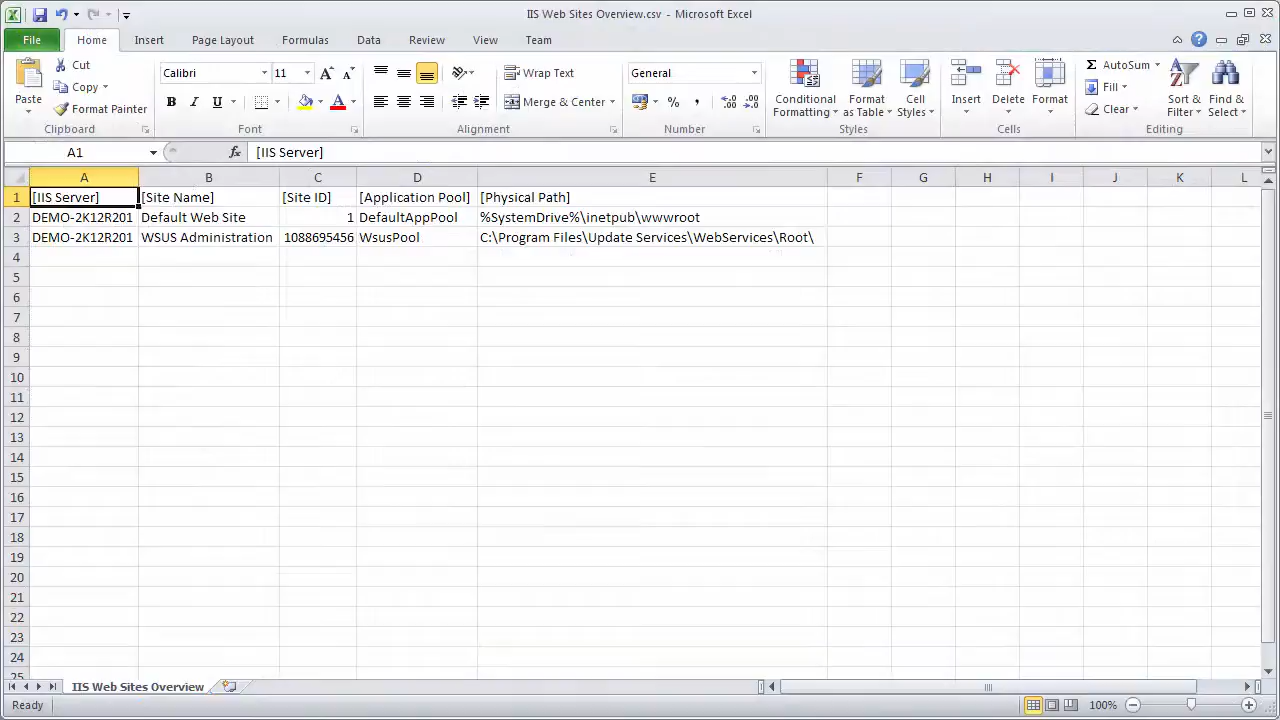 IIS Web Sites Overview.csv - Microsoft Excel
File Home Insert Page Layout Formulas Data Review View Team
Paste Cut Copy Format Painter Clipboard
Calibri 11 B I U A Font
Wrap Text Merge & Center Alignment
General % , Number
Conditional Formatting Format as Table Cell Styles Styles
Insert Delete Format Cells
Σ AutoSum Fill Clear Sort & Filter Find & Select Editing
A1 fx [IIS Server]
A B C D E F G H I J K L
1 [IIS Server] [Site Name] [Site ID] [Application Pool] [Physical Path]
2 DEMO-2K12R201 Default Web Site 1 DefaultAppPool %SystemDrive%\inetpub\wwwroot
3 DEMO-2K12R201 WSUS Administration 1088695456 WsusPool C:\Program Files\Update Services\WebServices\Root\
4
5
6
7
8
9
10
11
12
13
14
15
16
17
18
19
20
21
22
23
24
25
IIS Web Sites Overview
Ready 100%